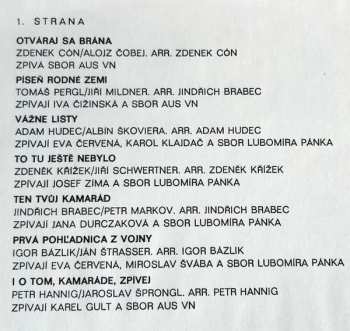 1. STRANA
OTVÁRAJ SA BRÁNA
ZDENEK CÓN/ALOJZ ČOBEJ. ARR. ZDENEK CÓN
ZPÍVÁ SBOR AUS VN
PÍSEŇ RODNÉ ZEMI
TOMÁŠ PERGL/JIŘÍ MILDNER. ARR. JINDŘICH BRABEC
ZPÍVAJÍ IVA ČIŽINSKÁ A SBOR AUS VN
VÁŽNE LISTY
ADAM HUDEC/ALBÍN ŠKOVIERA. ARR. ADAM HUDEC
ZPÍVAJÍ EVA ČERVENÁ, KAROL KLAJDAČ A SBOR LUBOMÍRA PÁNKA
TO TU JEŠTĚ NEBYLO
ZDENĚK KŘÍŽEK/JIŘÍ SCHWERTNER. ARR. ZDENĚK KŘÍŽEK
ZPÍVAJÍ JOSEF ZÍMA A SBOR LUBOMÍRA PÁNKA
TEN TVŮJ KAMARÁD
JINDŘICH BRABEC/PETR MARKOV. ARR. JINDŘICH BRABEC
ZPÍVAJÍ JANA DURCZAKOVÁ A SBOR LUBOMÍRA PÁNKA
PRVÁ POHĽADNICA Z VOJNY
IGOR BÁZLIK/JÁN ŠTRASSER. ARR. IGOR BÁZLIK
ZPÍVAJÍ EVA ČERVENÁ, MIROSLAV ŠVÁBA A SBOR LUBOMÍRA PÁNKA
I O TOM, KAMARÁDE, ZPÍVEJ
PETR HANNIG/JAROSLAV ŠPRONGL. ARR. PETR HANNIG
ZPÍVAJÍ KAREL GULT A SBOR AUS VN